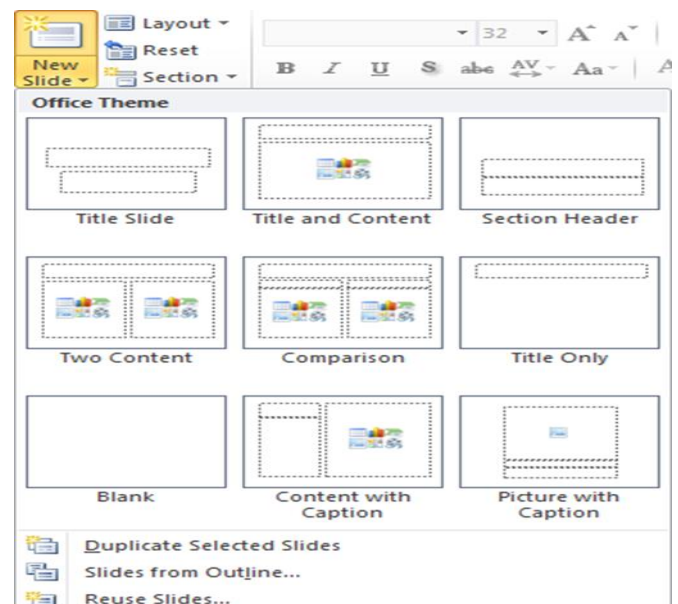 Layout
Reset
New Slide
Section
32 A A
B I U S abc AV Aa A
Office Theme
Title Slide Title and Content Section Header
Two Content Comparison Title Only
Blank Content with Caption Picture with Caption
Duplicate Selected Slides
Slides from Outline...
Reuse Slides...